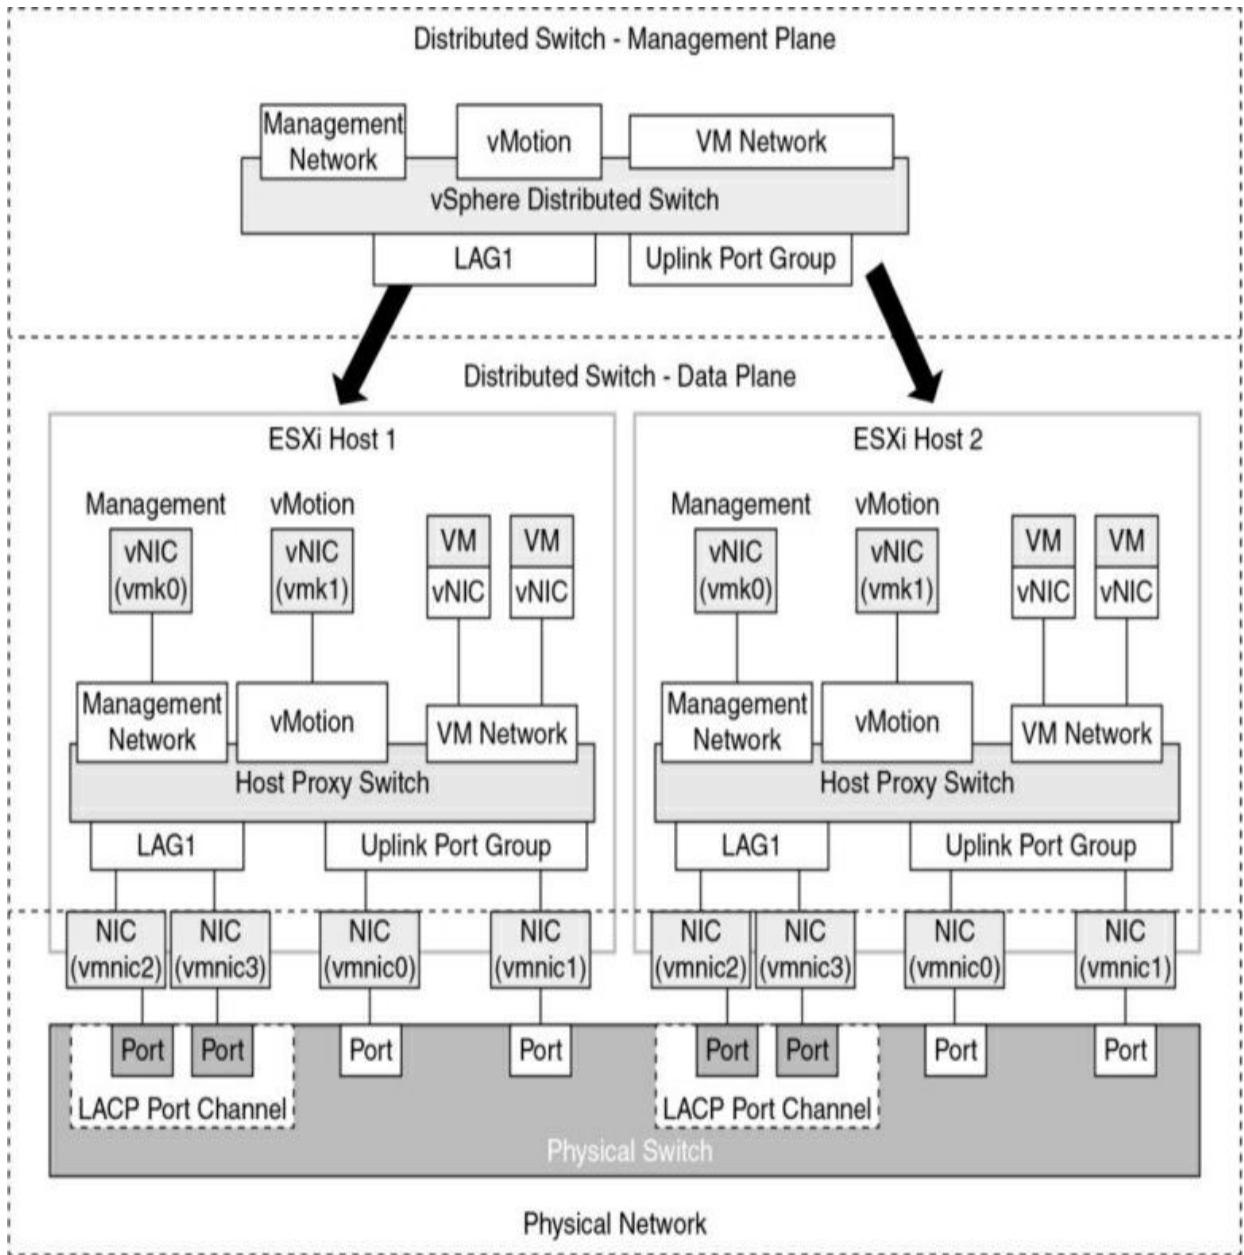 Distributed Switch - Management Plane
Management
Network
vMotion
VM Network
vSphere Distributed Switch
LAG1
Uplink Port Group
Distributed Switch - Data Plane
ESXi Host 1
Management
vMotion
vNIC
(vmk0)
vNIC
(vmk1)
VM
VM
vNIC
vNIC
Management
Network
vMotion
VM Network
Host Proxy Switch
LAG1
Uplink Port Group
NIC
(vmnic2)
NIC
(vmnic3)
NIC
(vmnic0)
NIC
(vmnic1)
ESXi Host 2
Management
vMotion
vNIC
(vmk0)
vNIC
(vmk1)
VM
VM
vNIC
vNIC
Management
Network
vMotion
VM Network
Host Proxy Switch
LAG1
Uplink Port Group
NIC
(vmnic2)
NIC
(vmnic3)
NIC
(vmnic0)
NIC
(vmnic1)
Port
Port
Port
Port
LACP Port Channel
Port
Port
Port
Port
LACP Port Channel
Physical Switch
Physical Network